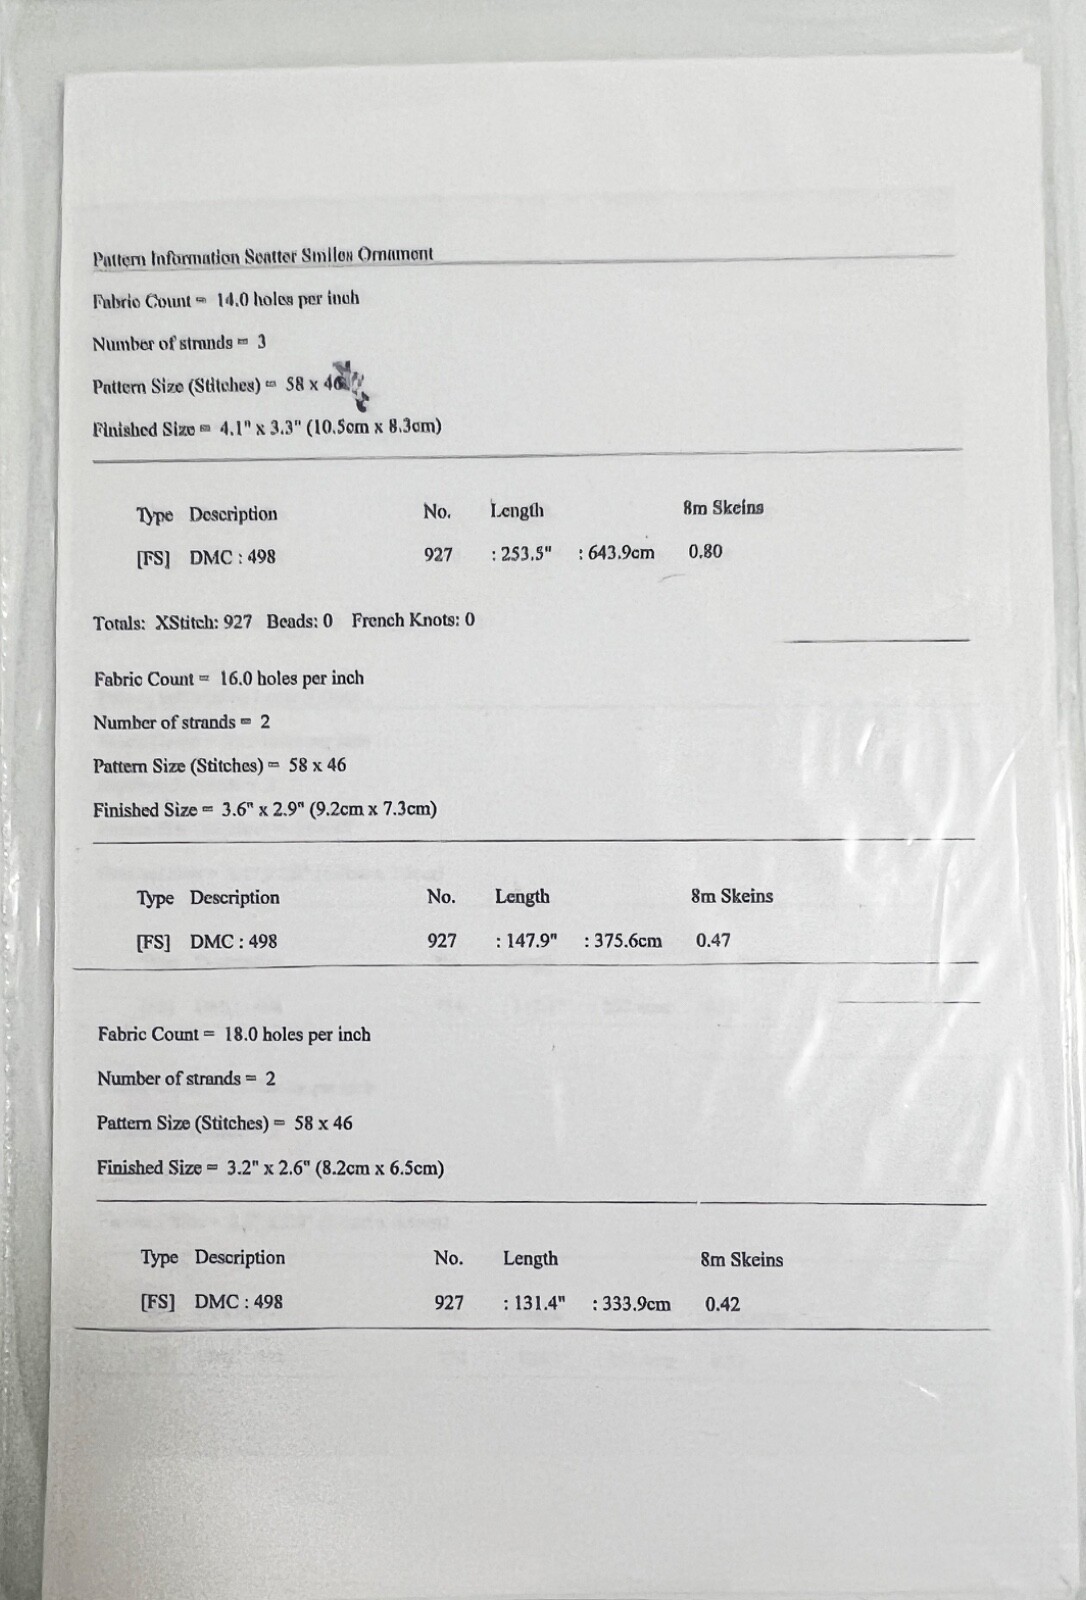 Pattern Information Scatter Smiles Ornament
Fabric Count = 14.0 holes per inch
Number of strands = 3
Pattern Size (Stitches) = 58 x 46
Finished Size = 4.1" x 3.3" (10.5cm x 8.3cm)
Type Description No. Length 8m Skeins
[FS] DMC : 498 927 : 253.5" : 643.9cm 0.80
Totals: XStitch: 927 Beads: 0 French Knots: 0
Fabric Count = 16.0 holes per inch
Number of strands = 2
Pattern Size (Stitches) = 58 x 46
Finished Size = 3.6" x 2.9" (9.2cm x 7.3cm)
Type Description No. Length 8m Skeins
[FS] DMC : 498 927 : 147.9" : 375.6cm 0.47
Fabric Count = 18.0 holes per inch
Number of strands = 2
Pattern Size (Stitches) = 58 x 46
Finished Size = 3.2" x 2.6" (8.2cm x 6.5cm)
Type Description No. Length 8m Skeins
[FS] DMC : 498 927 : 131.4" : 333.9cm 0.42